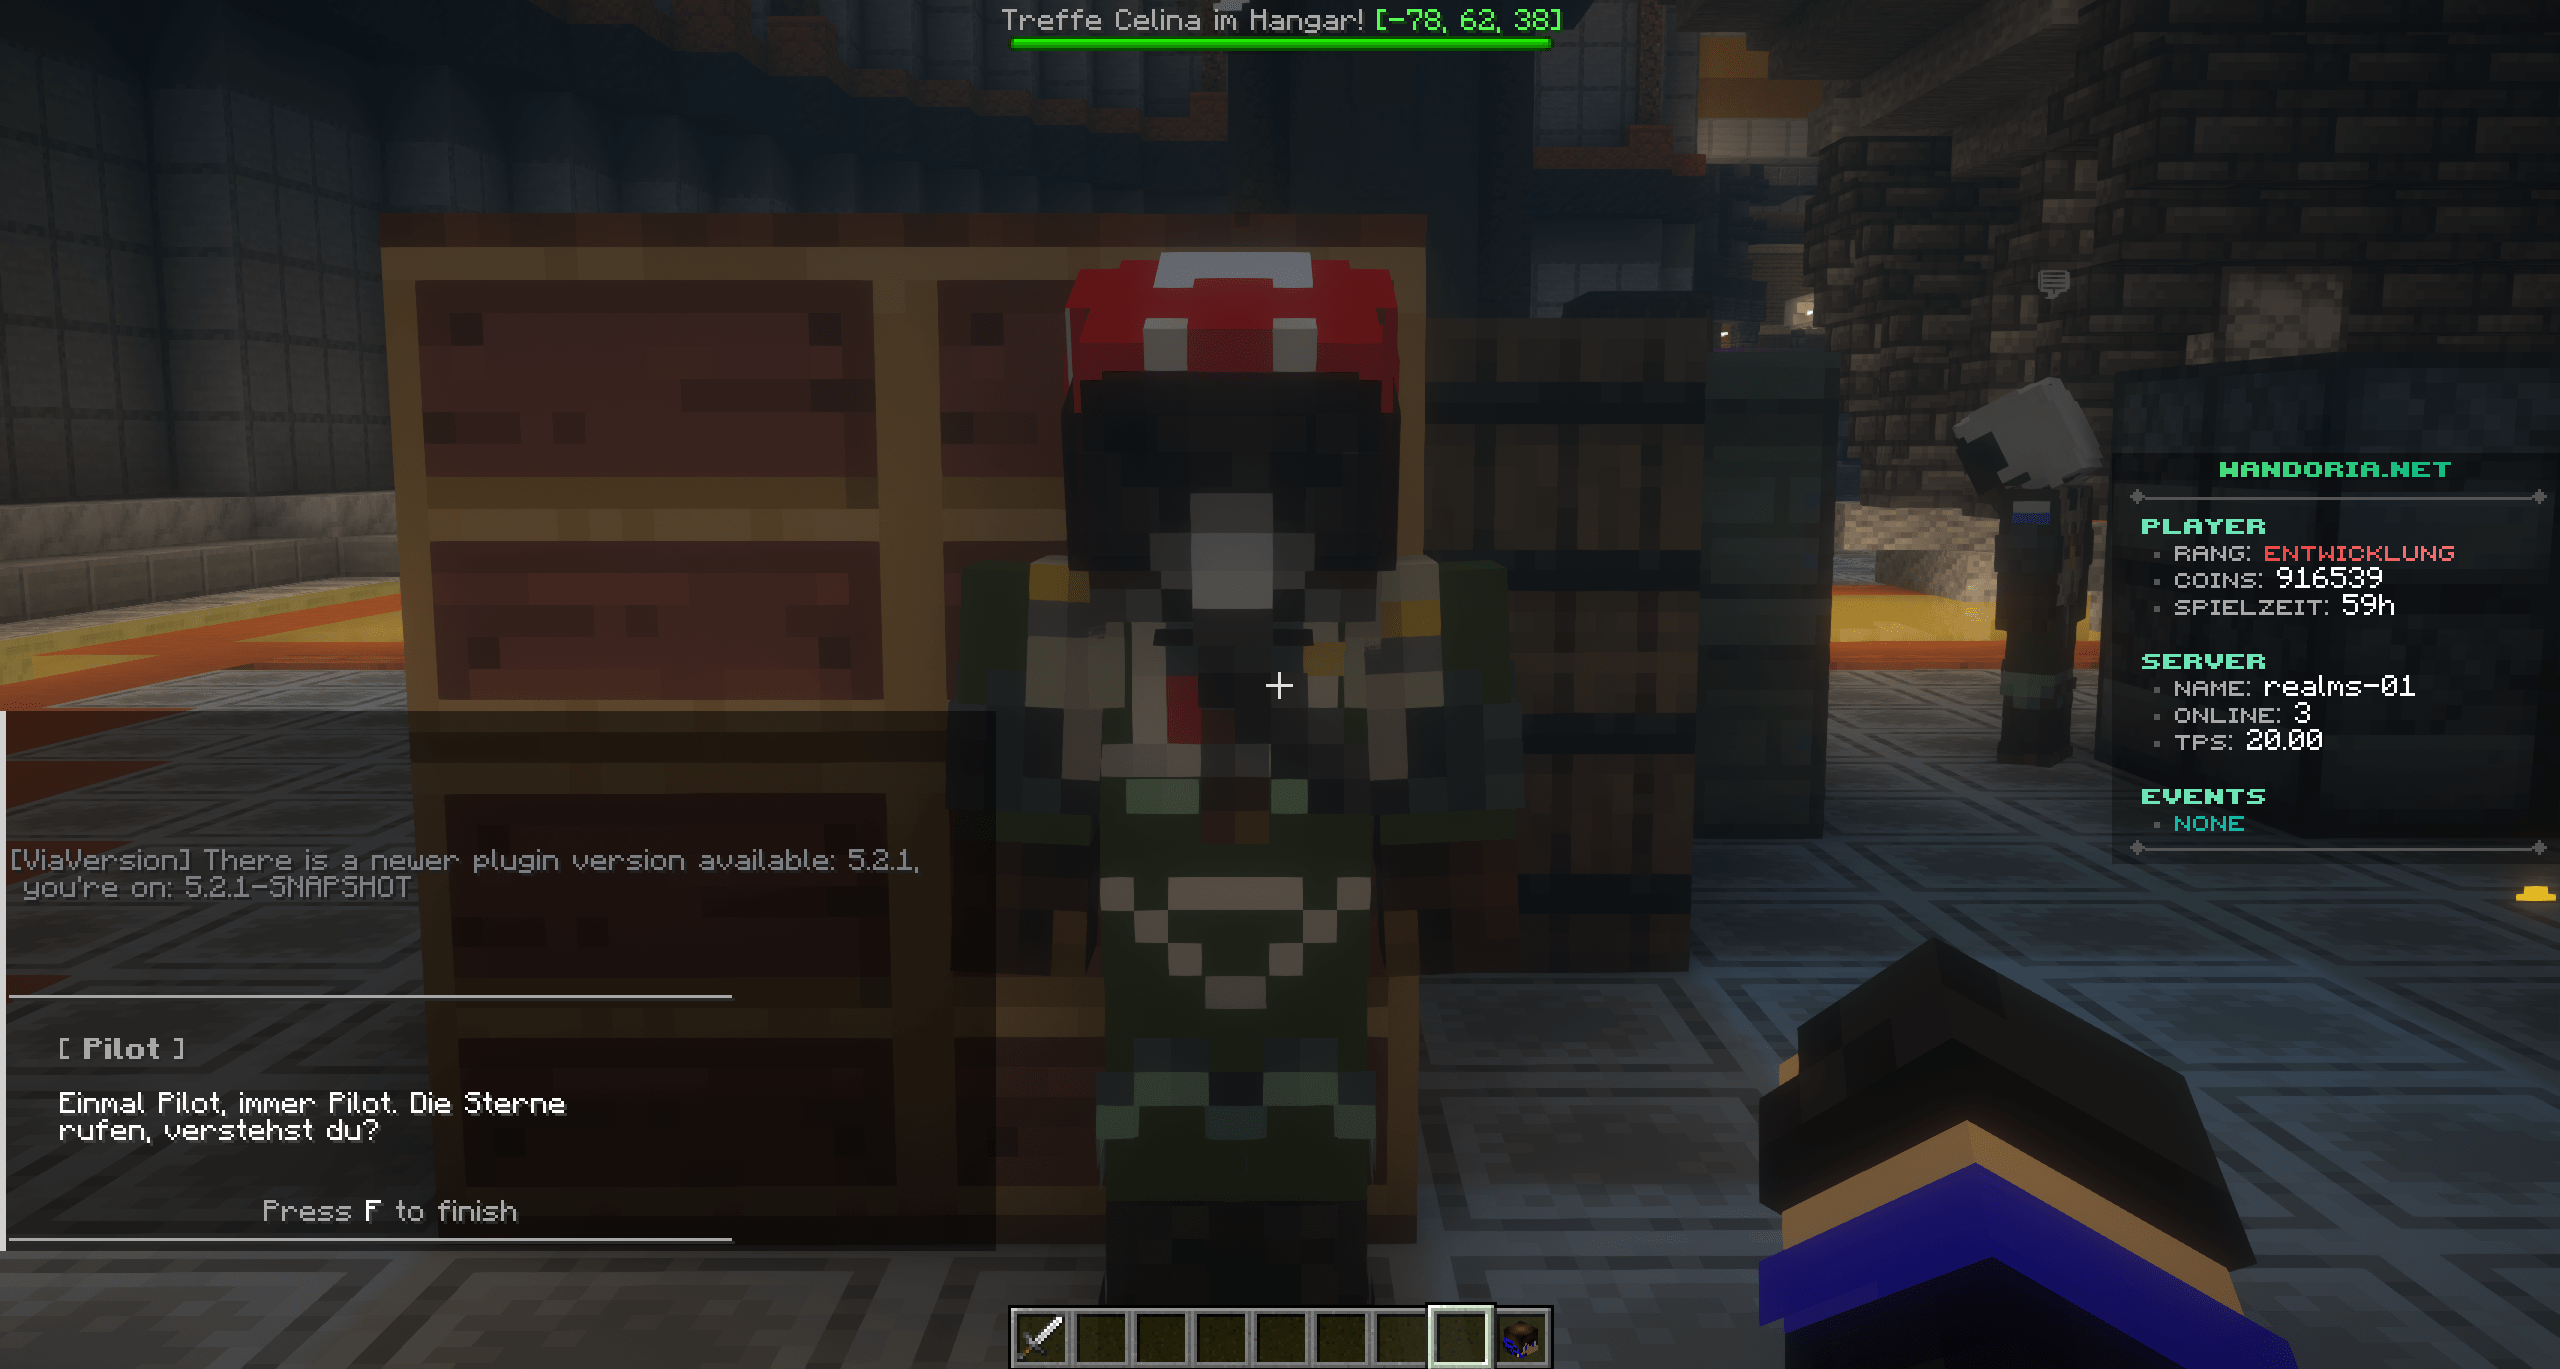 Treffe Celina im Hangar! [-78, 62, 38]
WANDORIA.NET
PLAYER
RANG: ENTWICKLUNG
COINS: 916539
SPIELZEIT: 59h
SERVER
NAME: realms-01
ONLINE: 3
TPS: 20.00
EVENTS
NONE
[ViaVersion] There is a newer plugin version available: 5.2.1,
you're on: 5.2.1-SNAPSHOT
[ Pilot ]
Einmal Pilot, immer Pilot. Die Sterne
rufen, verstehst du?
Press F to finish